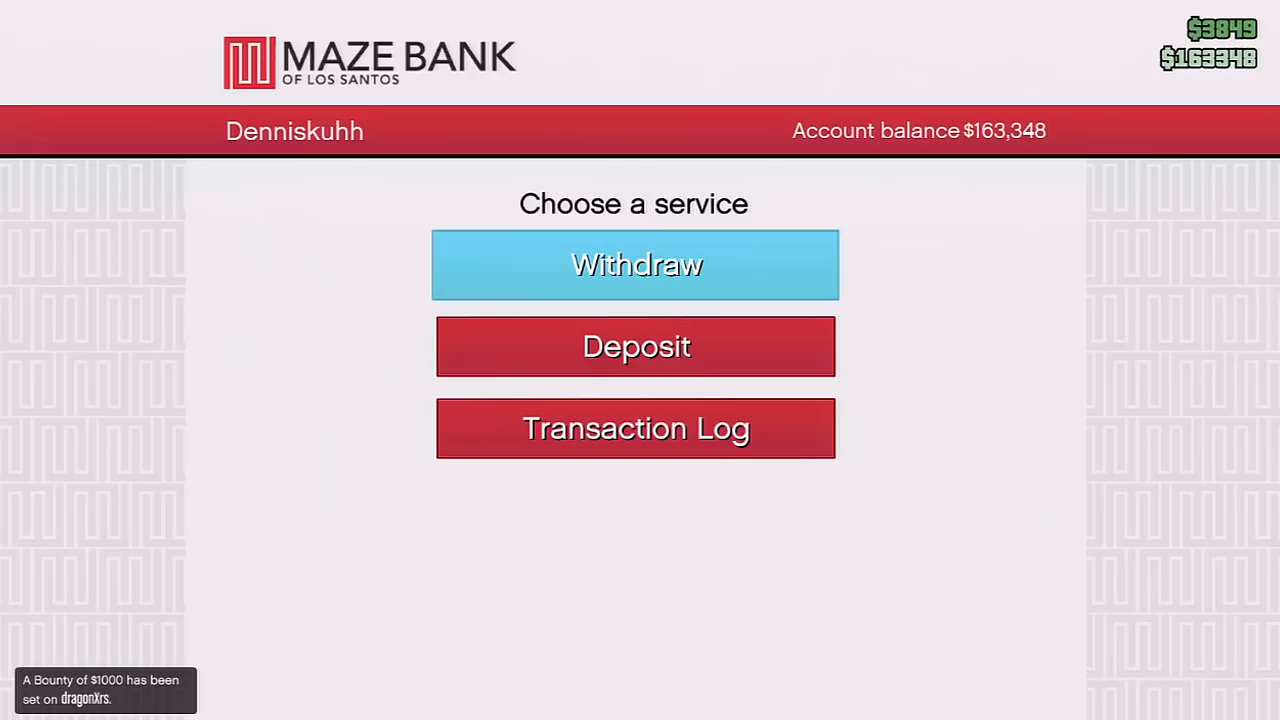 MAZE BANK
OF LOS SANTOS
$3849
$163348
Denniskuhh
Account balance $163,348
Choose a service
Withdraw
Deposit
Transaction Log
A Bounty of $1000 has been
set on dragonXrs.